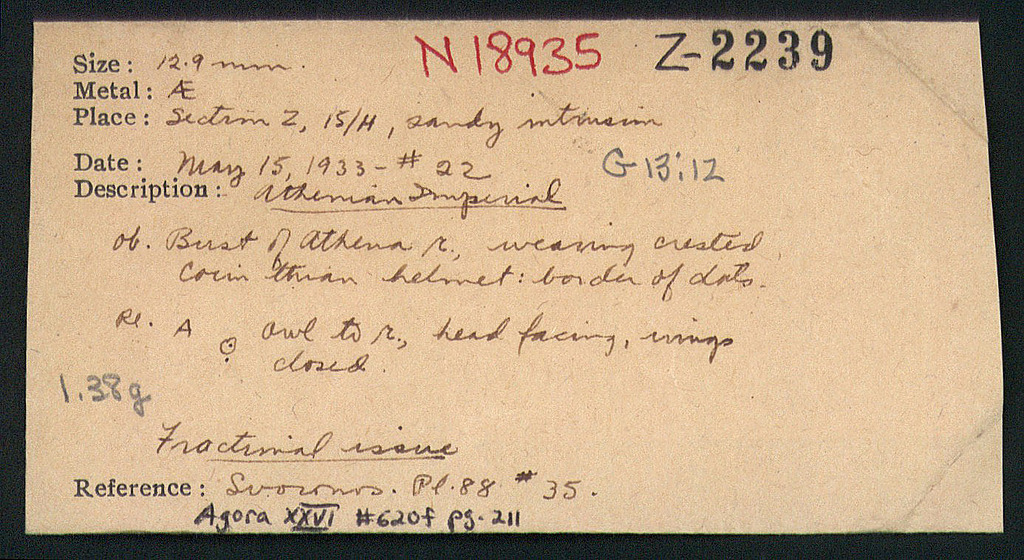 N 18935 Z-2239
Size: 12.9 mm.
Metal: Æ
Place: Section Z, 15/H, sandy intrusion
Date: May 15, 1933 - # 22 G 13:12
Description: Athenian Imperial
ob. Bust of Athena r., wearing crested
Corinthian helmet: border of dots.
Re. A Θ owl to r., head facing, wings
closed.
1.38g
Fractional issue
Reference: Svoronos. Pl. 88 # 35.
Agora XXVI #620f pg. 211